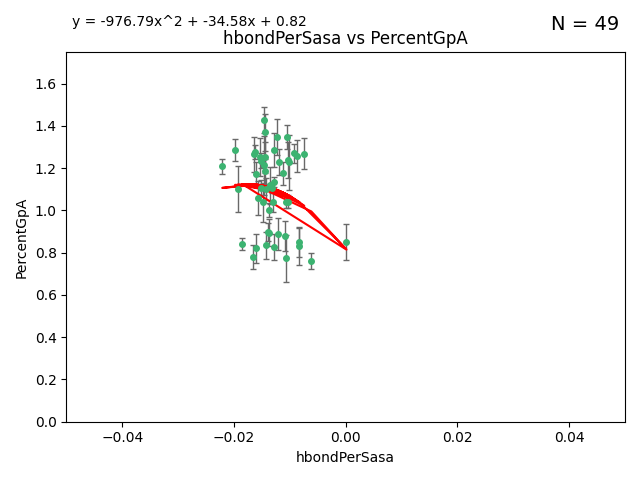 y = -976.79x^2 + -34.58x + 0.82
N = 49
hbondPerSasa vs PercentGpA
1.6
1.4
1.2
1.0
0.8
0.6
0.4
0.2
0.0
PercentGpA
−0.04 −0.02 0.00 0.02 0.04
hbondPerSasa